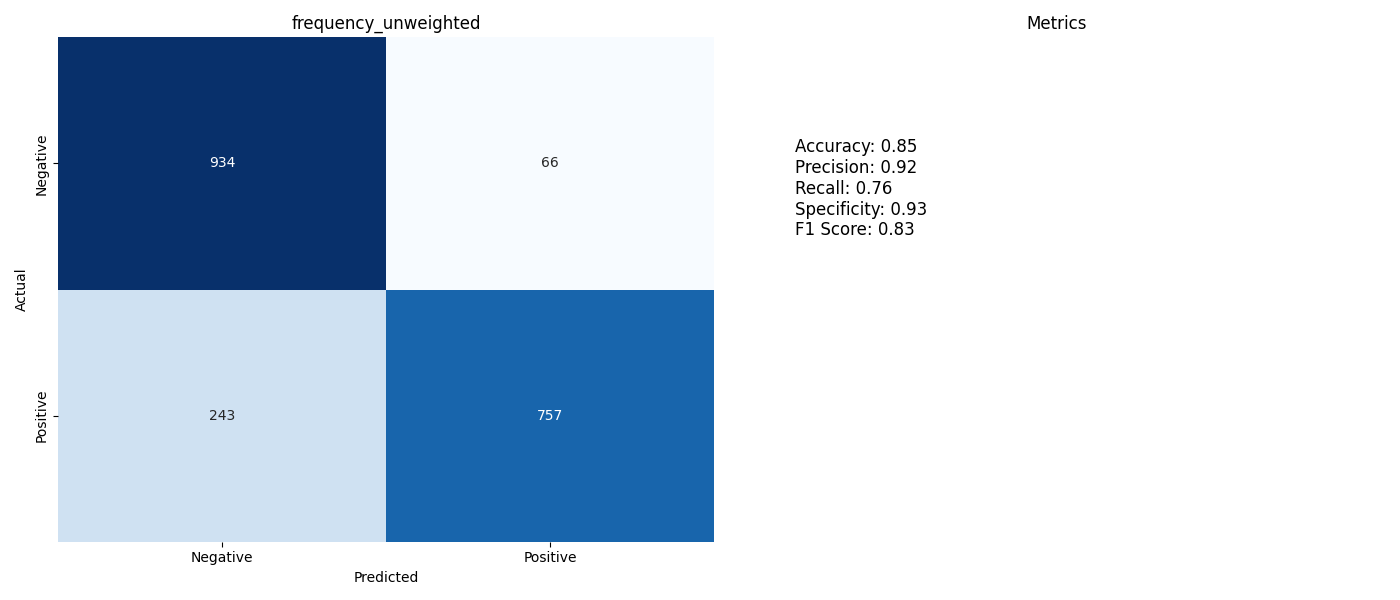 frequency_unweighted
Negative
934
66
Actual
Positive
243
757
Negative
Positive
Predicted
Metrics
Accuracy: 0.85
Precision: 0.92
Recall: 0.76
Specificity: 0.93
F1 Score: 0.83